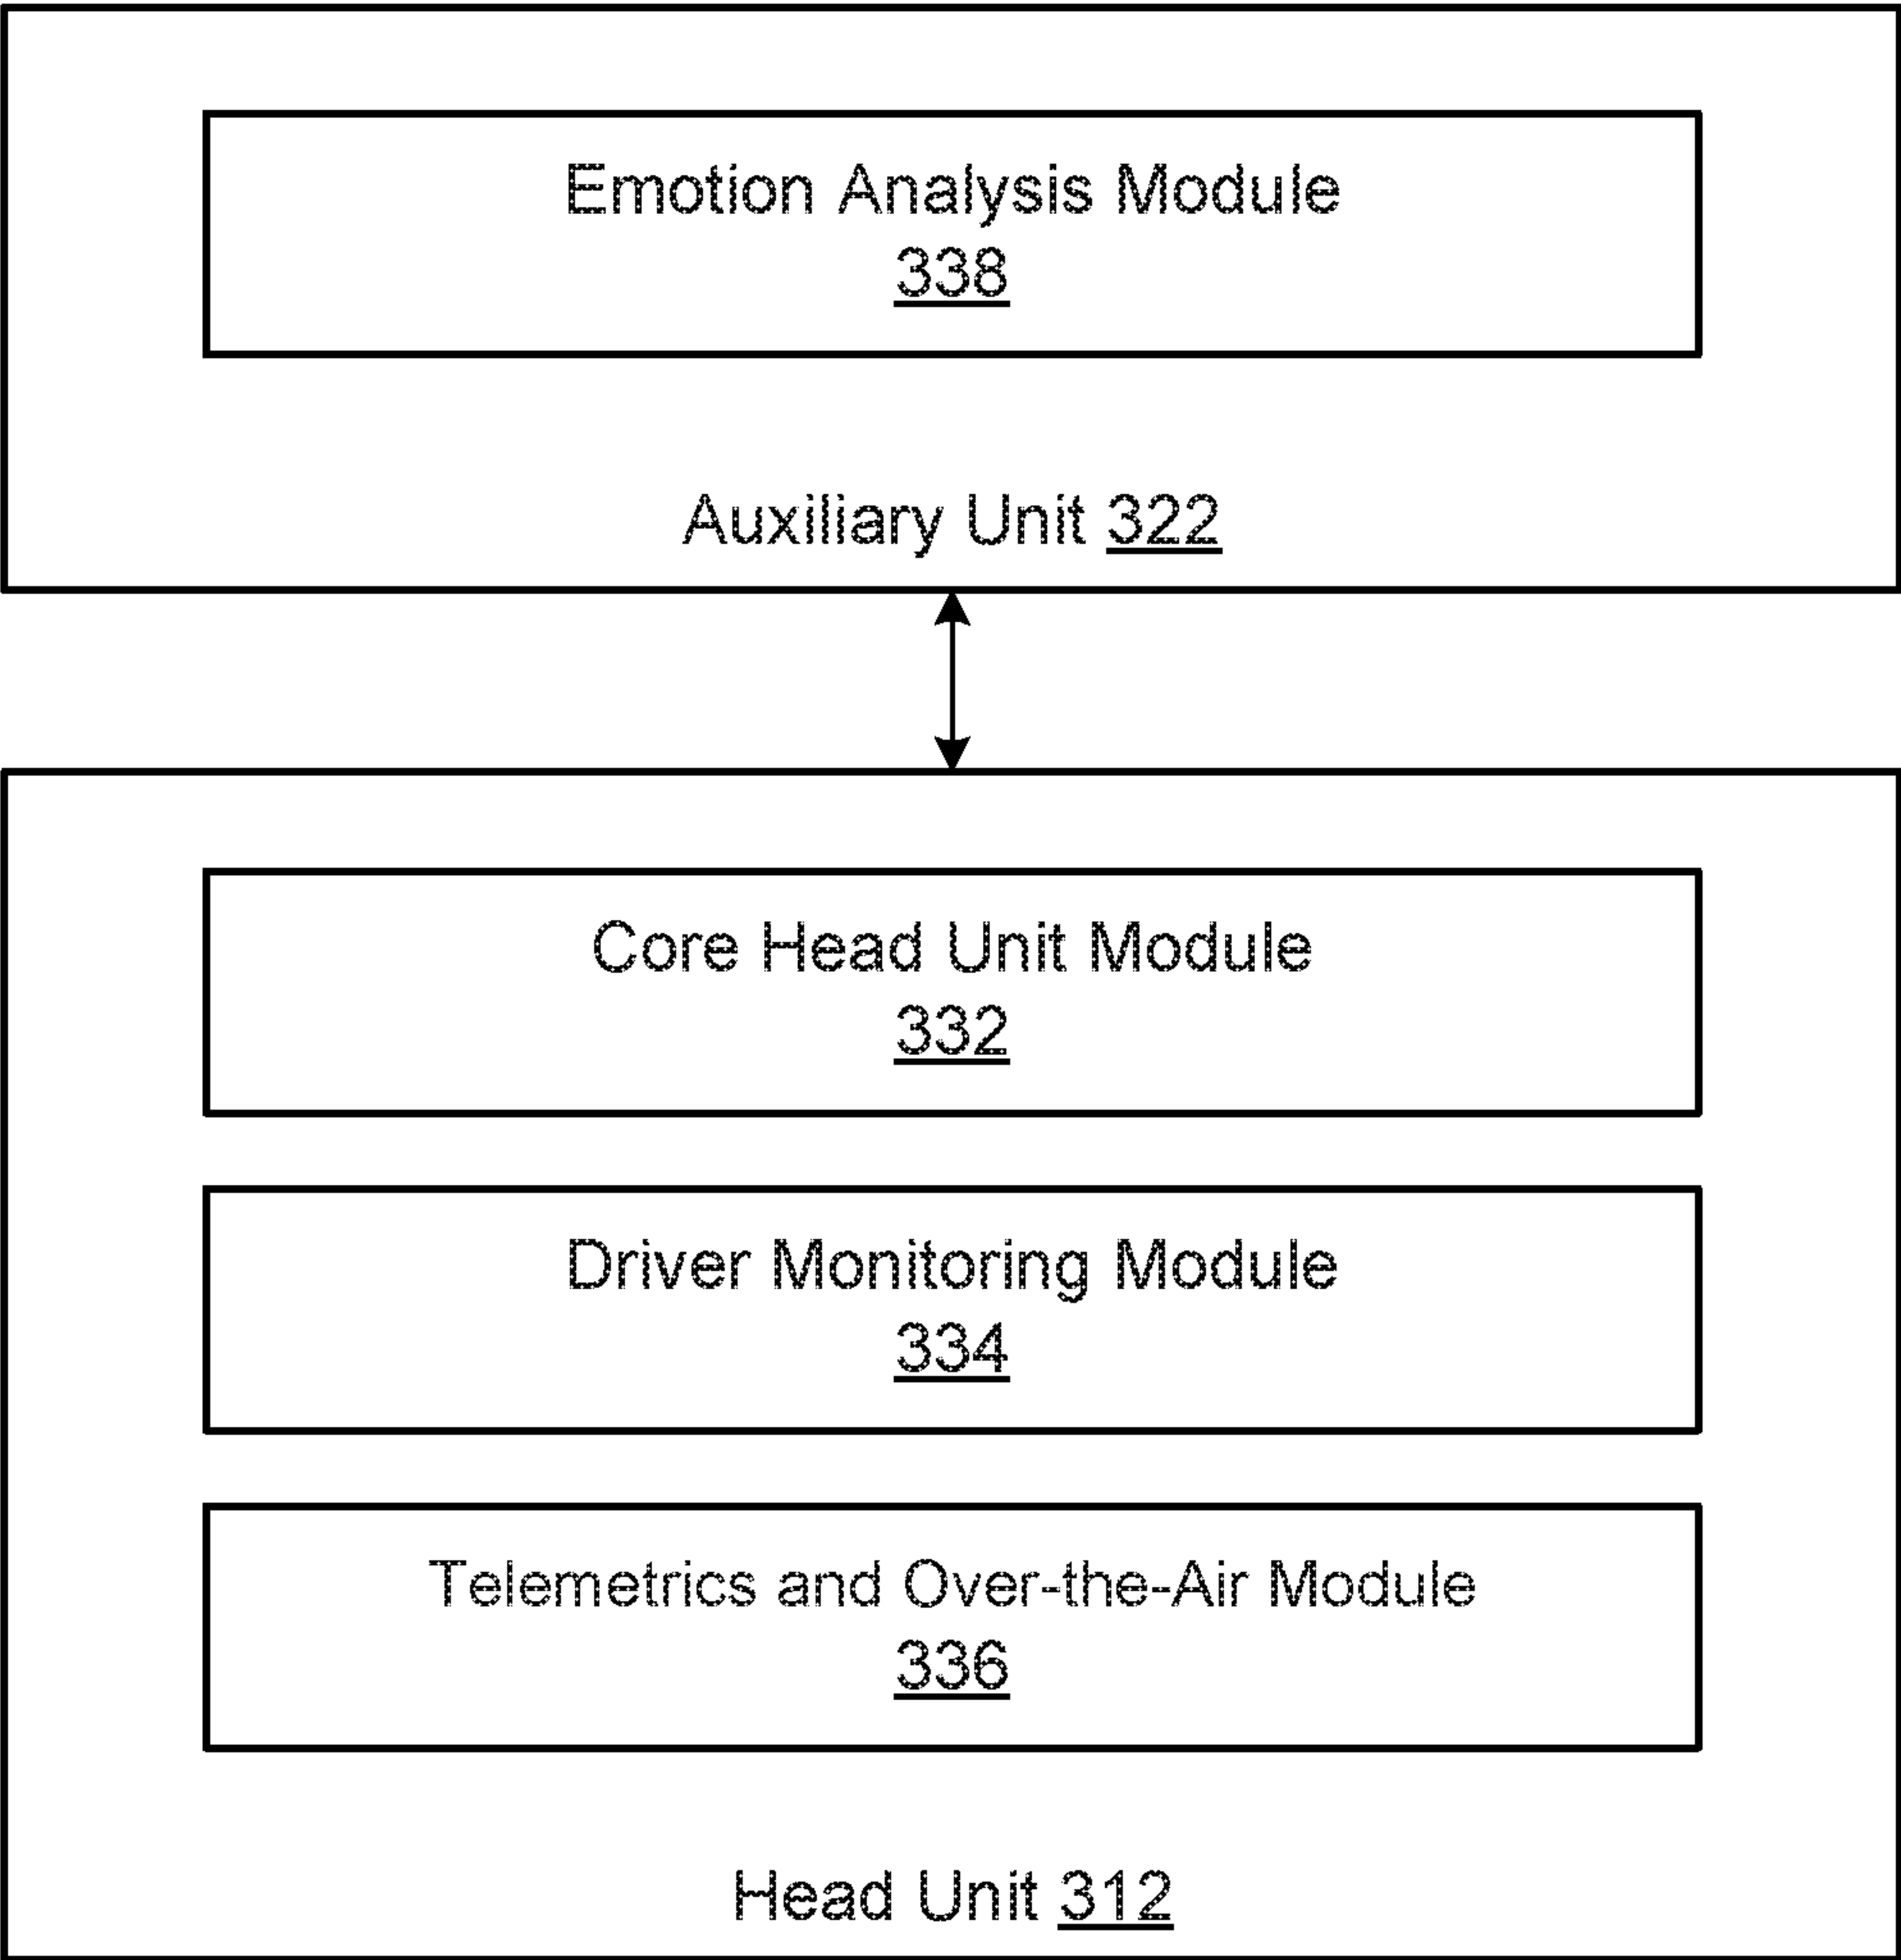 Emotion Analysis Module
338
Auxiliary Unit 322
Core Head Unit Module
332
Driver Monitoring Module
334
Telemetrics and Over-the-Air Module
336
Head Unit 312